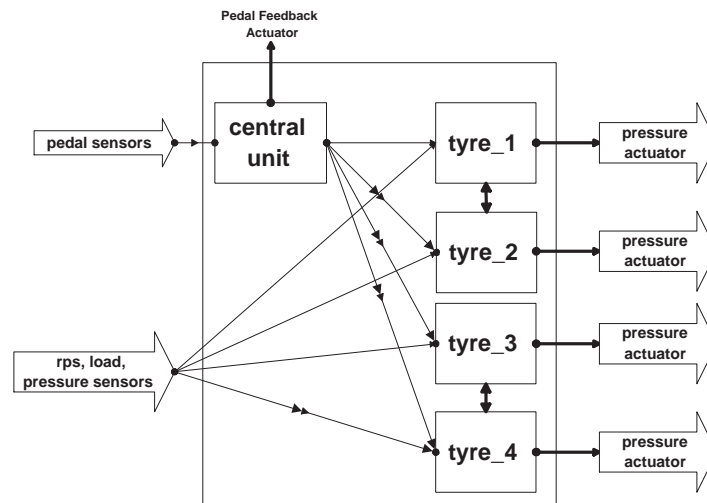 Pedal Feedback
Actuator
central
unit
pedal sensors
tyre_1
pressure
actuator
tyre_2
pressure
actuator
tyre_3
pressure
actuator
rps, load,
pressure sensors
tyre_4
pressure
actuator